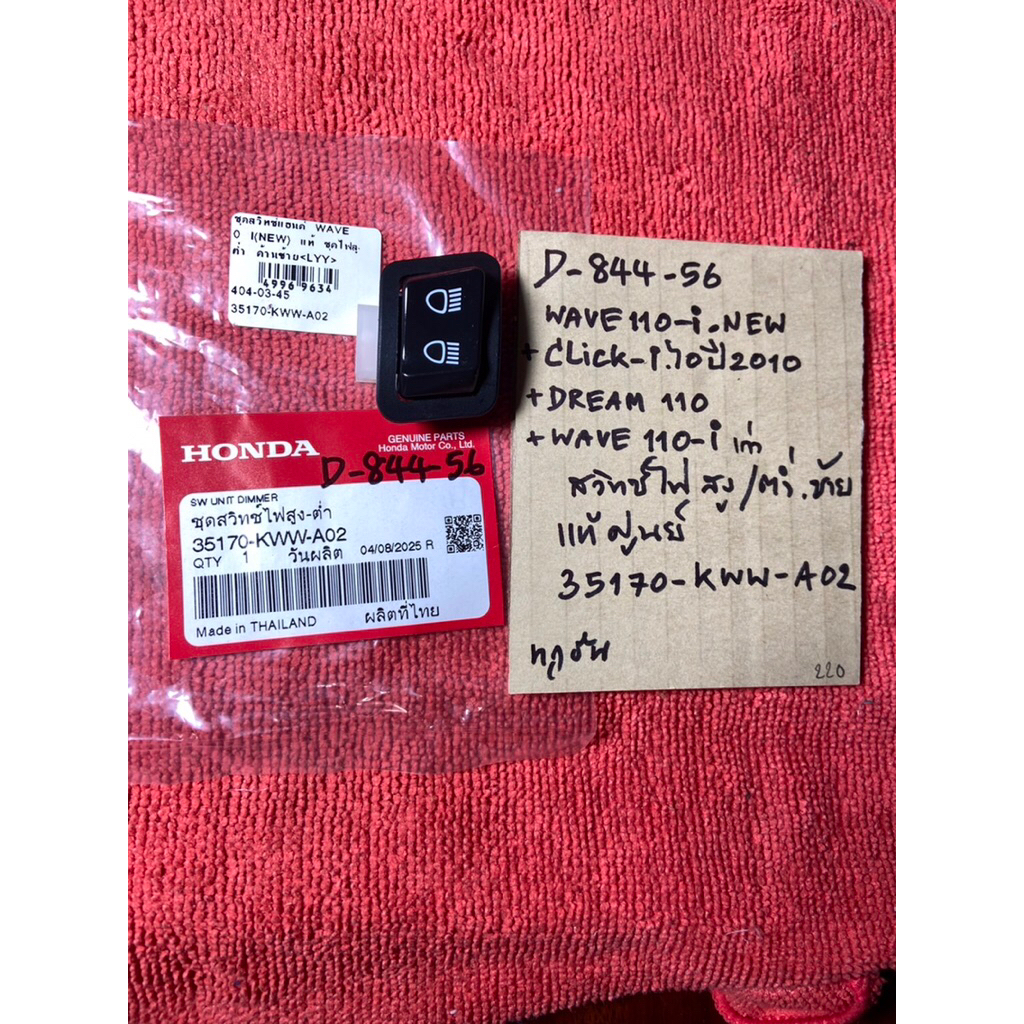 ชุดสวิทช์แฮนด์ WAVE
0 I(NEW) แท้ ชุดไฟสู
ต่ำ ด้านซ้าย<LYY>
4996 9634
404-03-45
35170-KWW-A02
HONDA
GENUINE PARTS
Honda Motor Co., Ltd.
D-844-56
SW UNIT DIMMER
ชุดสวิทช์ไฟสูง-ต่ำ
35170-KWW-A02
QTY 1 วันผลิต 04/08/2025 R
Made in THAILAND ผลิตที่ไทย
D-844-56
WAVE 110-i.NEW
+ CLick-i.ปี2010
+ DREAM 110
+ WAVE 110-i เก่า
สวิทช์ไฟ สูง/ต่ำ.ซ้าย
แท้ศูนย์
35170-KWW-A02
ทุกรุ่น
220